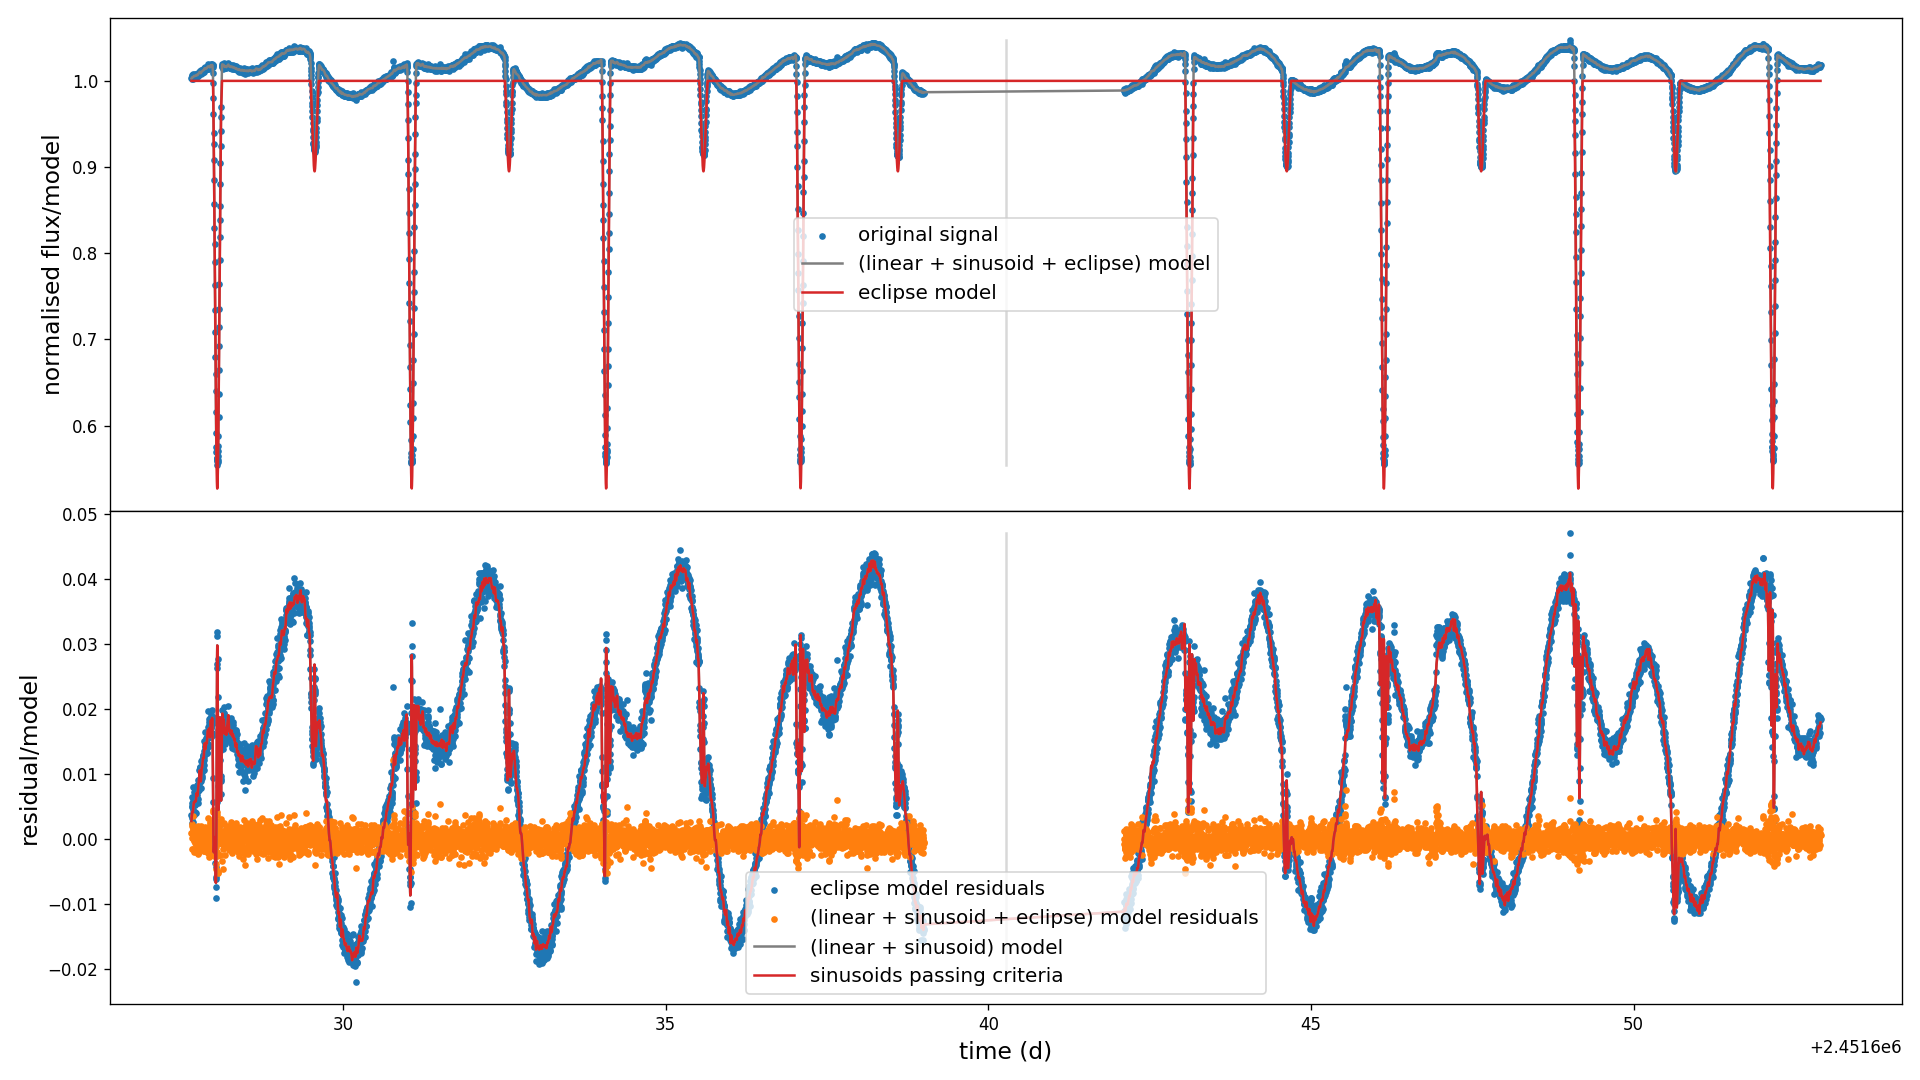 normalised flux/model
1.0
0.9
0.8
0.7
0.6
original signal
(linear + sinusoid + eclipse) model
eclipse model
residual/model
0.05
0.04
0.03
0.02
0.01
0.00
−0.01
−0.02
eclipse model residuals
(linear + sinusoid + eclipse) model residuals
(linear + sinusoid) model
sinusoids passing criteria
30
35
40
45
50
time (d)
+2.4516e6